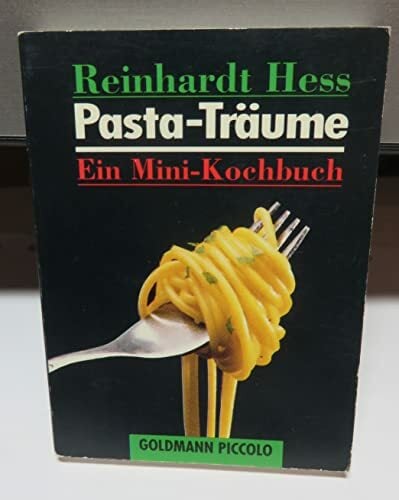 Reinhardt Hess
Pasta-Träume
Ein Mini-Kochbuch
GOLDMANN PICCOLO